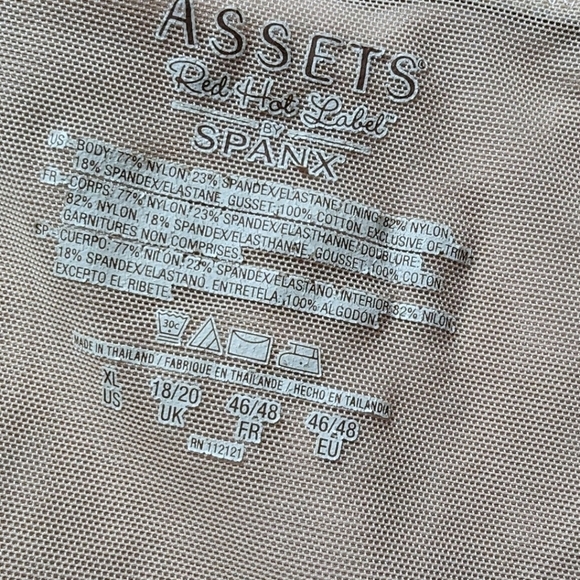 ASSETS®
Red Hot Label
BY
SPANX®
US - BODY: 77% NYLON, 23% SPANDEX/ELASTANE. LINING: 82% NYLON,
18% SPANDEX/ELASTANE. GUSSET: 100% COTTON. EXCLUSIVE OF TRIM.
FR - CORPS: 77% NYLON, 23% SPANDEX/ELASTHANNE. DOUBLURE:
82% NYLON, 18% SPANDEX/ELASTHANNE. GOUSSET: 100% COTON
GARNITURES NON COMPRISES
SP - CUERPO: 77% NILON, 23% SPANDEX/ELASTANO. INTERIOR: 82% NILON,
18% SPANDEX/ELASTANO. ENTRETELA: 100% ALGODON
EXCEPTO EL RIBETE.
30C
MADE IN THAILAND / FABRIQUE EN THAILANDE / HECHO EN TAILANDIA
XL US 18/20 UK 46/48 FR 46/48 EU
RN 112121